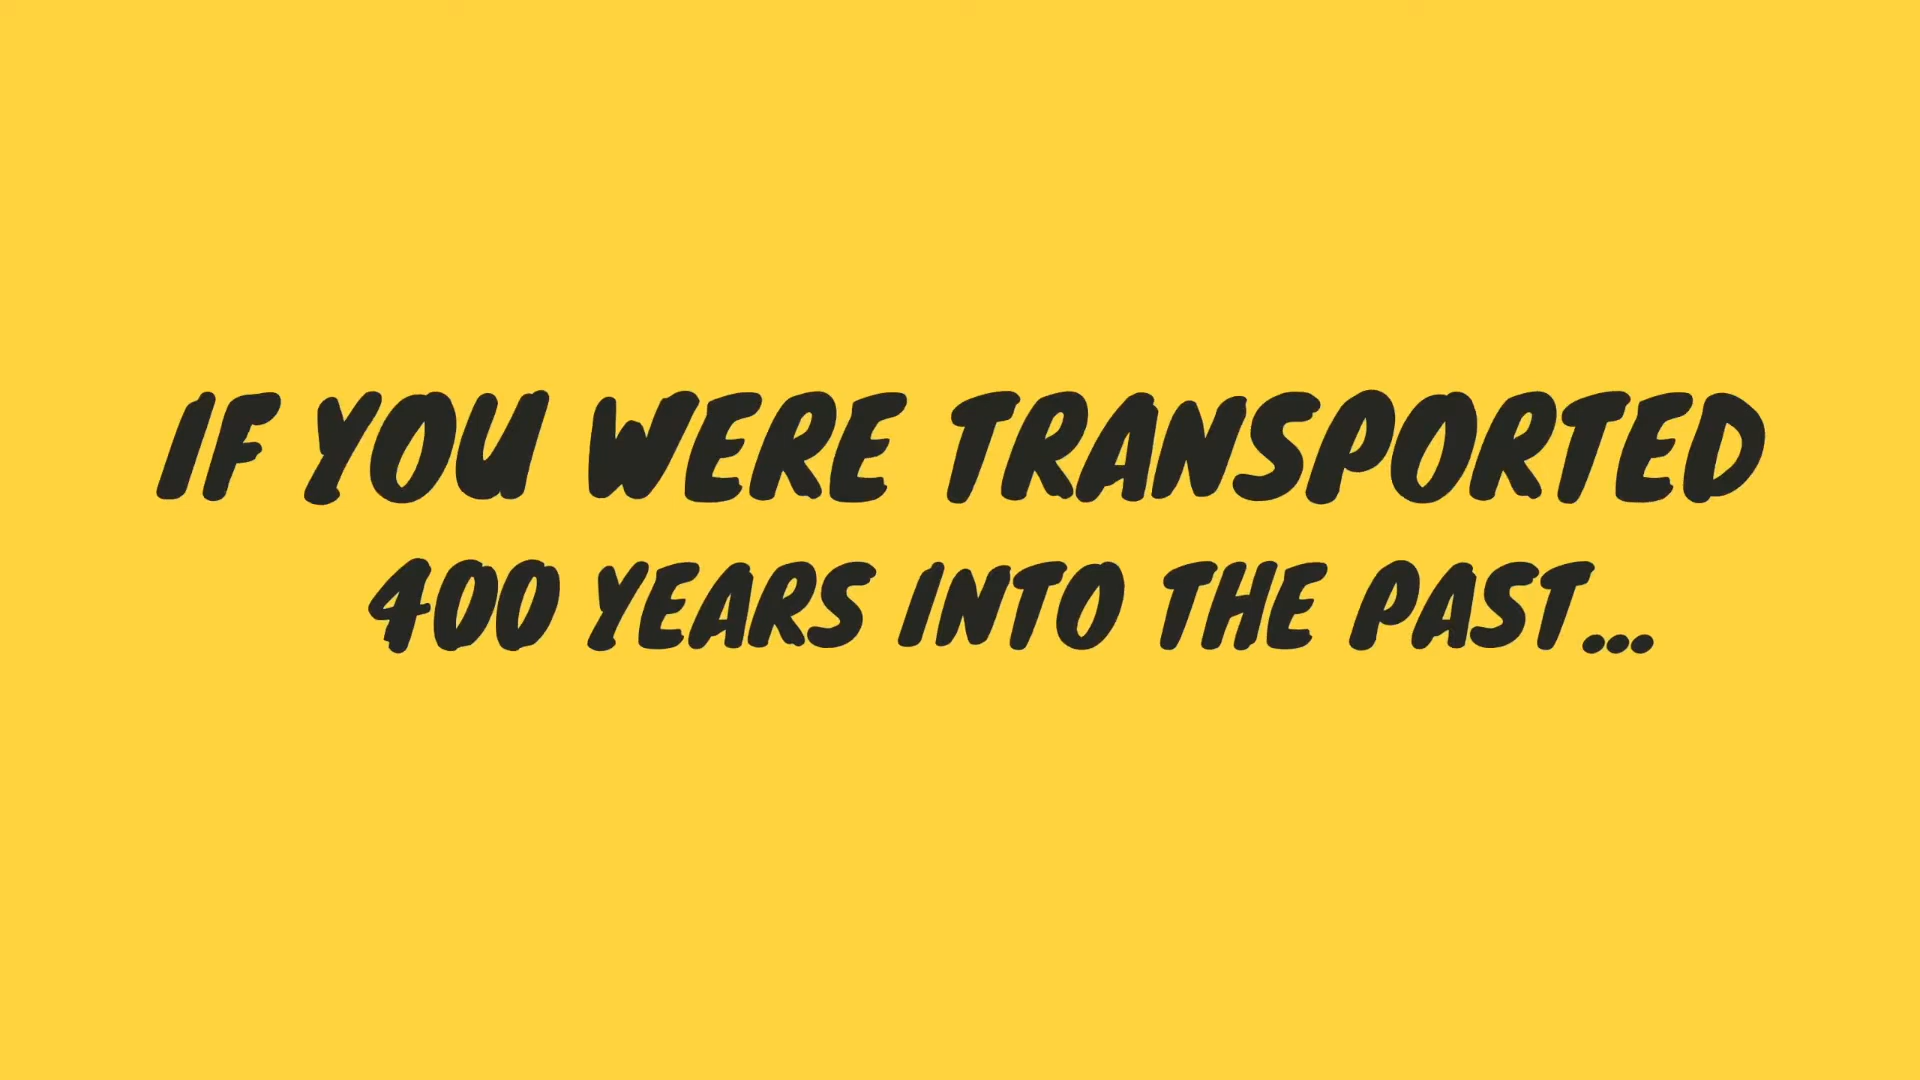 IF YOU WERE TRANSPORTED
400 YEARS INTO THE PAST...